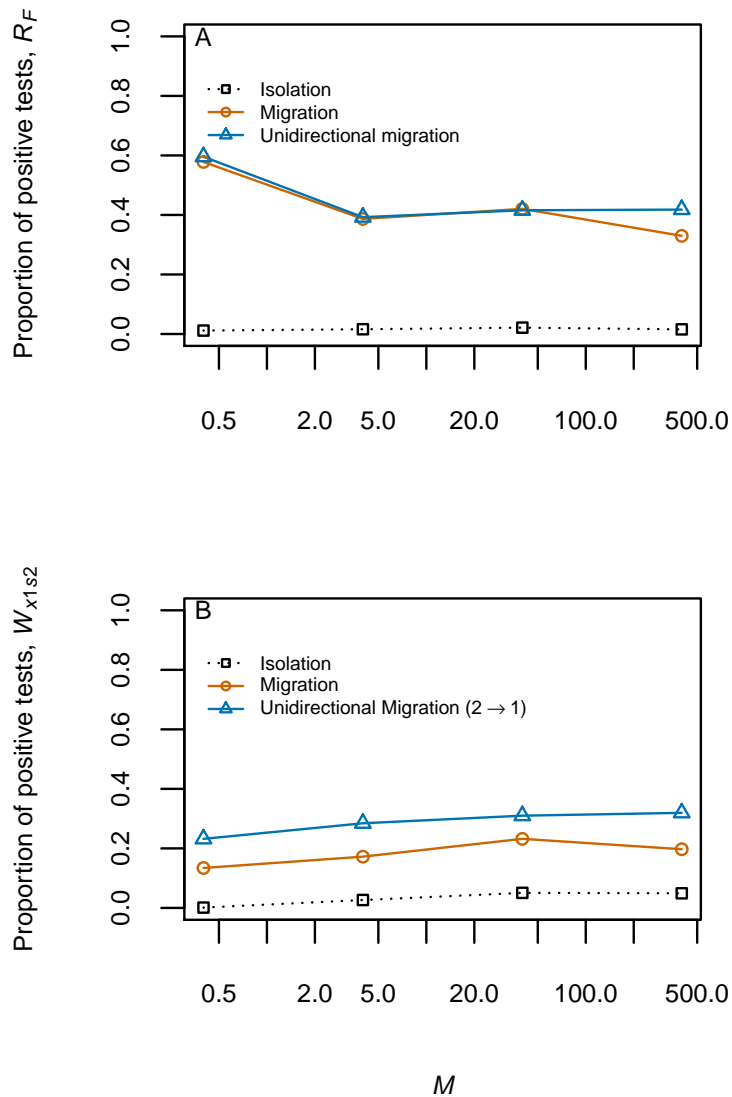 Proportion of positive tests, R_F
1.0
0.8
0.6
0.4
0.2
0.0
A
Isolation
Migration
Unidirectional migration
0.5 2.0 5.0 20.0 100.0 500.0
Proportion of positive tests, W_x1s2
1.0
0.8
0.6
0.4
0.2
0.0
B
Isolation
Migration
Unidirectional Migration (2 → 1)
0.5 2.0 5.0 20.0 100.0 500.0
M